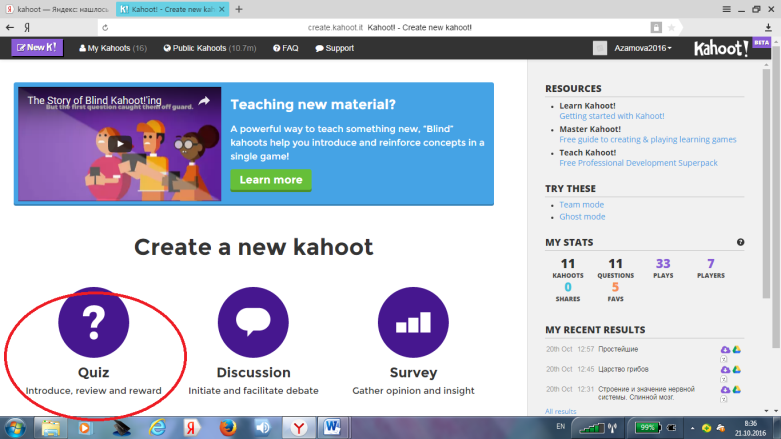 kahoot — Яндекс: нашлось
Kahoot! - Create new kah
create.kahoot.it Kahoot! - Create new kahoot!
New K!
My Kahoots (16)
Public Kahoots (10.7m)
FAQ
Support
Azamova2016
Kahoot!
BETA
The Story of Blind Kahoot!'ing
But the first question caught them off guard.
Teaching new material?
A powerful way to teach something new, "Blind"
kahoots help you introduce and reinforce concepts in a
single game!
Learn more
Create a new kahoot
Quiz
Introduce, review and reward
Discussion
Initiate and facilitate debate
Survey
Gather opinion and insight
RESOURCES
Learn Kahoot!
Getting started with Kahoot!
Master Kahoot!
Free guide to creating & playing learning games
Teach Kahoot!
Free Professional Development Superpack
TRY THESE
Team mode
Ghost mode
MY STATS
11 11 33 7
KAHOOTS QUESTIONS PLAYS PLAYERS
0 5
SHARES FAVS
MY RECENT RESULTS
20th Oct 12:57 Простейшие
20th Oct 12:45 Царство грибов
20th Oct 12:31 Строение и значение нервной
системы. Спинной мозг.
All results
EN
99%
8:36
21.10.2016